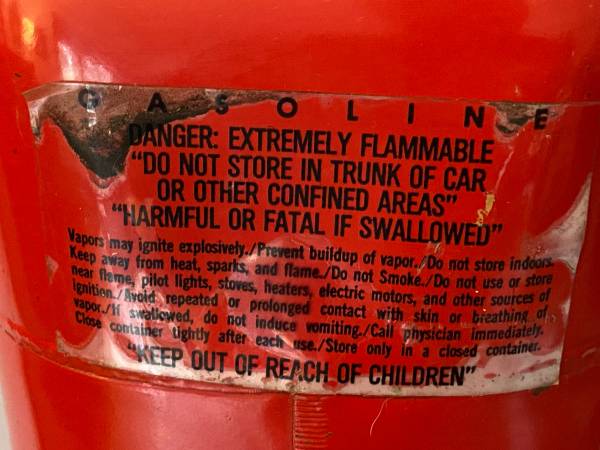 GASOLINE
DANGER: EXTREMELY FLAMMABLE
"DO NOT STORE IN TRUNK OF CAR
OR OTHER CONFINED AREAS"
"HARMFUL OR FATAL IF SWALLOWED"
Vapors may ignite explosively./Prevent buildup of vapor./Do not store indoors.
Keep away from heat, sparks, and flame./Do not Smoke./Do not use or store
near flame, pilot lights, stoves, heaters, electric motors, and other sources of
ignition./Avoid repeated or prolonged contact with skin or breathing of
vapor./If swallowed, do not induce vomiting./Call physician immediately.
Close container tightly after each use./Store only in a closed container.
"KEEP OUT OF REACH OF CHILDREN"